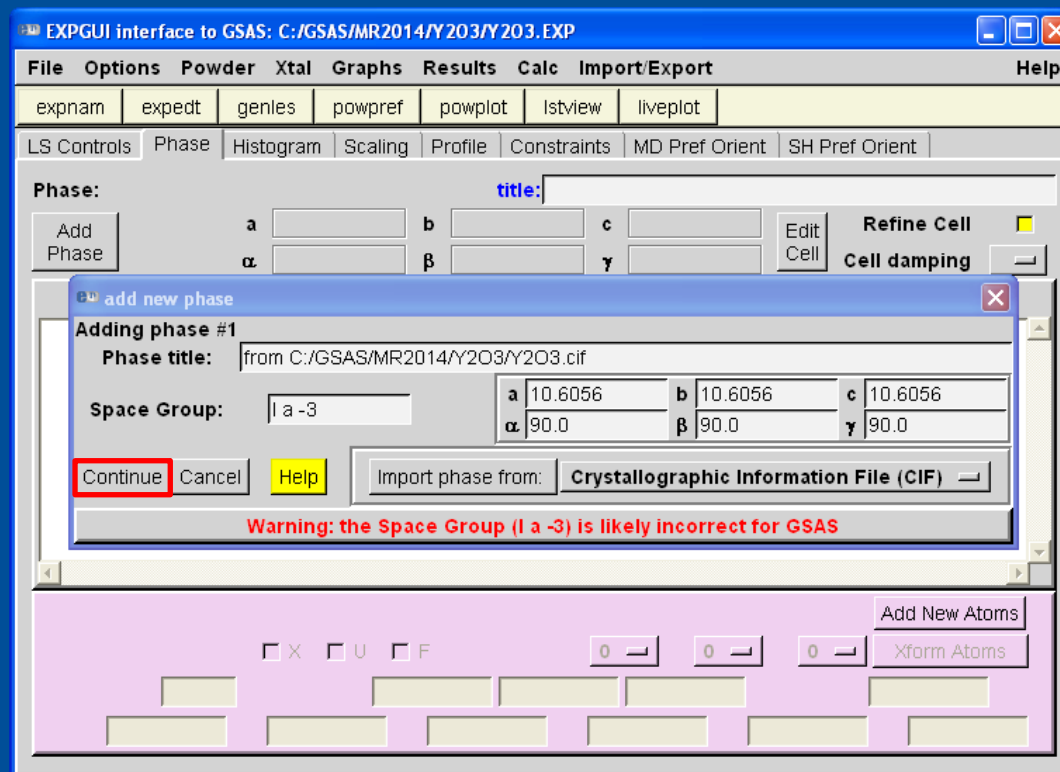 EXPGUI interface to GSAS: C:/GSAS/MR2014/Y2O3/Y2O3.EXP
File Options Powder Xtal Graphs Results Calc Import/Export Help
expnam expedt genles powpref powplot lstview liveplot
LS Controls Phase Histogram Scaling Profile Constraints MD Pref Orient SH Pref Orient
Phase: title:
Add Phase a b c Edit Cell Refine Cell
α β γ Cell damping
add new phase
Adding phase #1
Phase title: from C:/GSAS/MR2014/Y2O3/Y2O3.cif
Space Group: I a -3 a 10.6056 b 10.6056 c 10.6056
α 90.0 β 90.0 γ 90.0
Continue Cancel Help Import phase from: Crystallographic Information File (CIF)
Warning: the Space Group (I a -3) is likely incorrect for GSAS
Add New Atoms
X U F 0 0 0 Xform Atoms